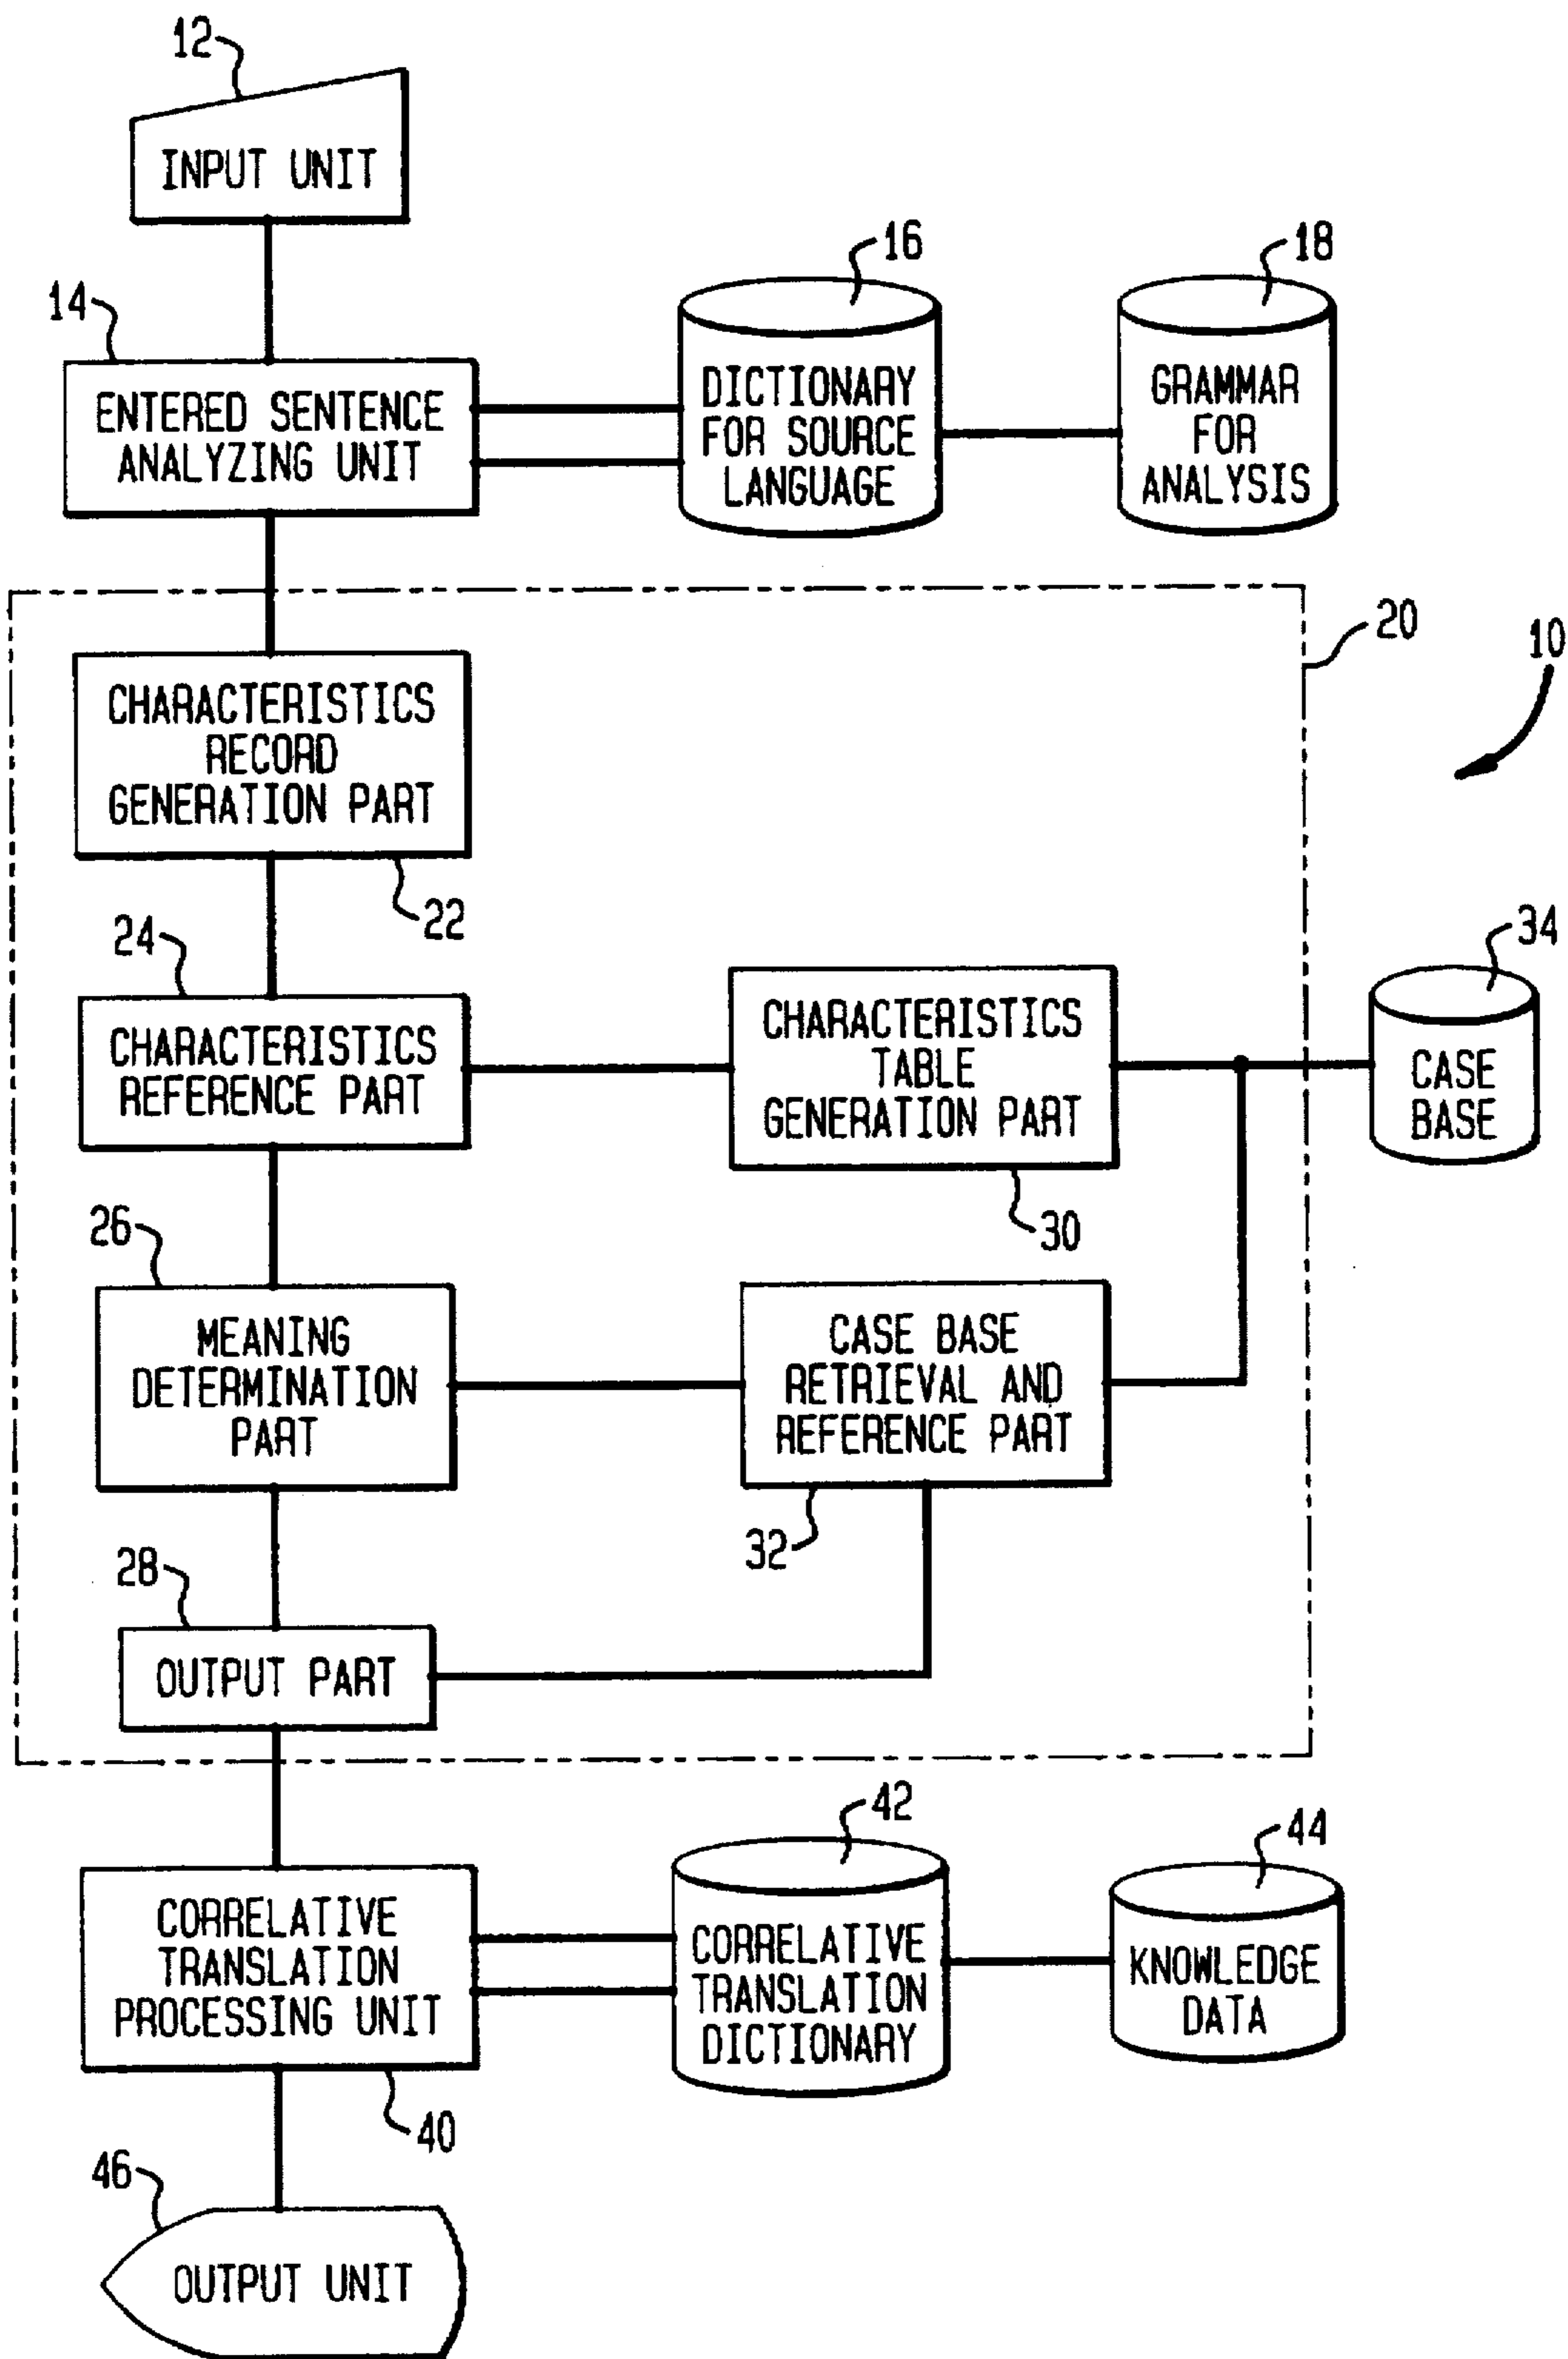 12
INPUT UNIT
14
ENTERED SENTENCE
ANALYZING UNIT
16
DICTIONARY
FOR SOURCE
LANGUAGE
18
GRAMMAR
FOR
ANALYSIS
20
10
CHARACTERISTICS
RECORD
GENERATION PART
22
24
CHARACTERISTICS
REFERENCE PART
CHARACTERISTICS
TABLE
GENERATION PART
30
34
CASE
BASE
26
MEANING
DETERMINATION
PART
CASE BASE
RETRIEVAL AND
REFERENCE PART
32
28
OUTPUT PART
CORRELATIVE
TRANSLATION
PROCESSING UNIT
40
42
CORRELATIVE
TRANSLATION
DICTIONARY
44
KNOWLEDGE
DATA
46
OUTPUT UNIT